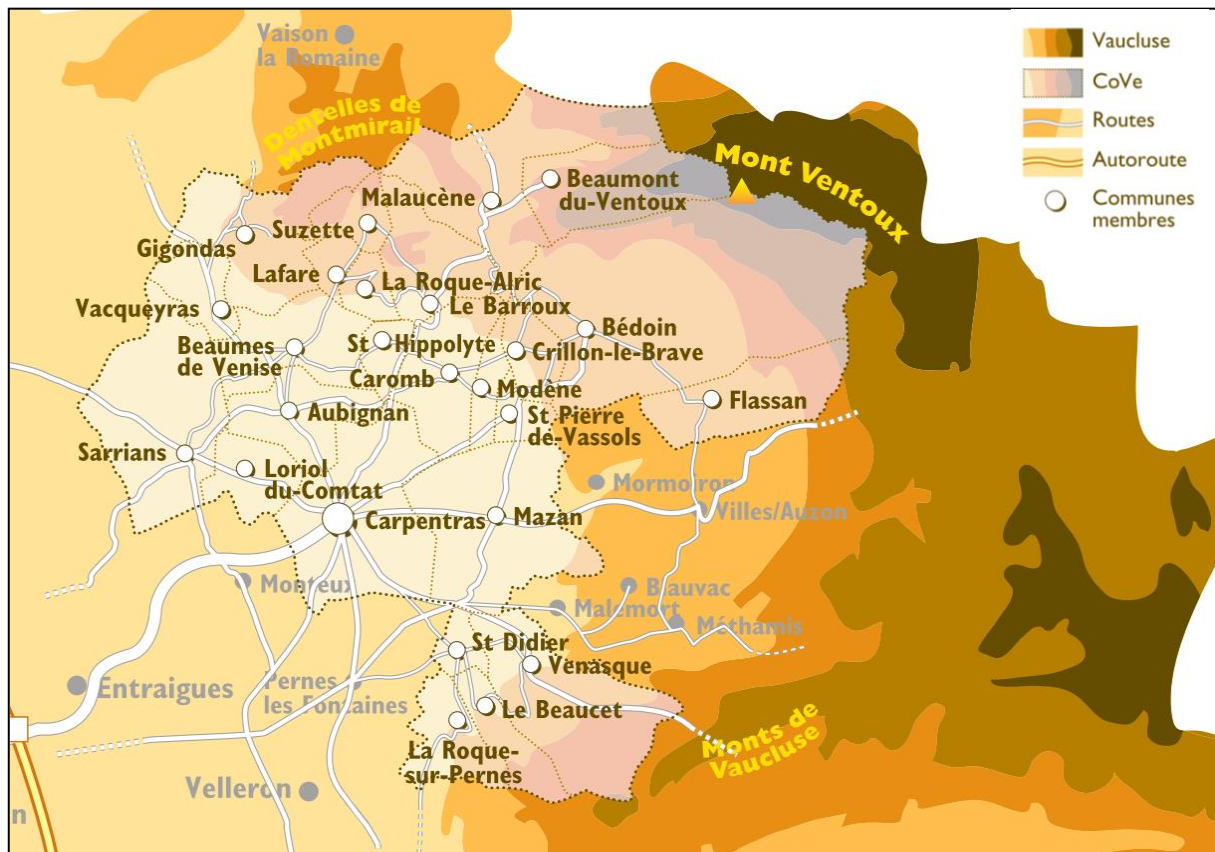 Vaison
la Romaine
Dentelles de
Montmirail
Mont Ventoux
Malaucène
Beaumont
du-Ventoux
Suzette
Gigondas
Lafare
La Roque-Alric
Le Barroux
Vacqueyras
Bédoin
St Hippolyte
Crillon-le-Brave
Beaumes
de Venise
Caromb
Modène
Flassan
Aubignan
St Pierre
de-Vassols
Sarrians
Loriol
du-Comtat
Mormoiron
Villes/Auzon
Carpentras
Mazan
Monteux
Blauvac
Malemort
Méthamis
St Didier
Venasque
Entraigues
Pernes
les Fontaines
Le Beaucet
La Roque-
sur-Pernes
Monts de
Vaucluse
Velleron
n
Vaucluse
CoVe
Routes
Autoroute
Communes
membres